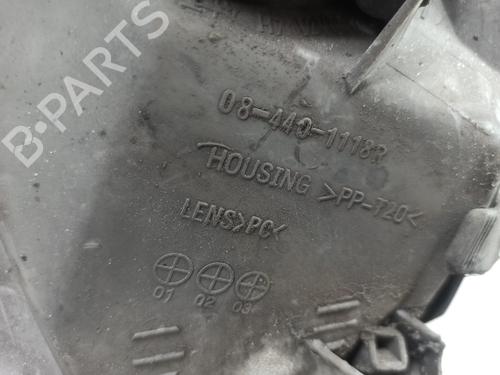 08-440-1118R
HOUSING >PP-T20<
LENS>PC<
01 02 03
B-PARTS